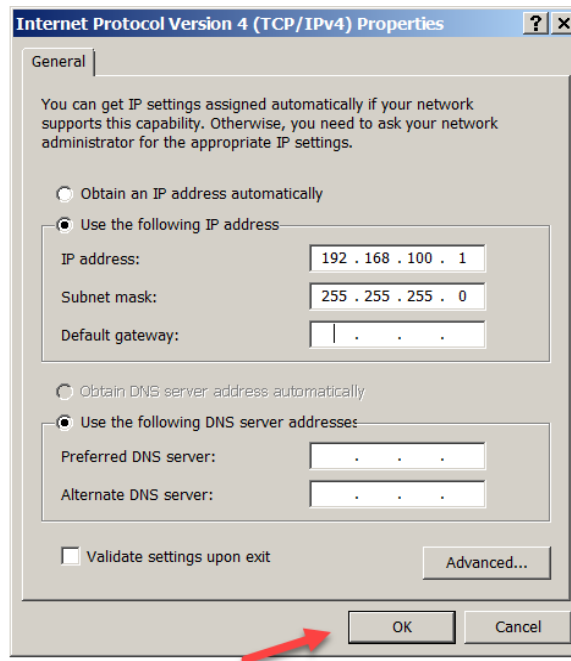 Internet Protocol Version 4 (TCP/IPv4) Properties ? ×
General
You can get IP settings assigned automatically if your network
supports this capability. Otherwise, you need to ask your network
administrator for the appropriate IP settings.
Obtain an IP address automatically
Use the following IP address
IP address: 192 . 168 . 100 . 1
Subnet mask: 255 . 255 . 255 . 0
Default gateway: . . .
Obtain DNS server address automatically
Use the following DNS server addresses
Preferred DNS server: . . .
Alternate DNS server: . . .
Validate settings upon exit Advanced...
OK Cancel